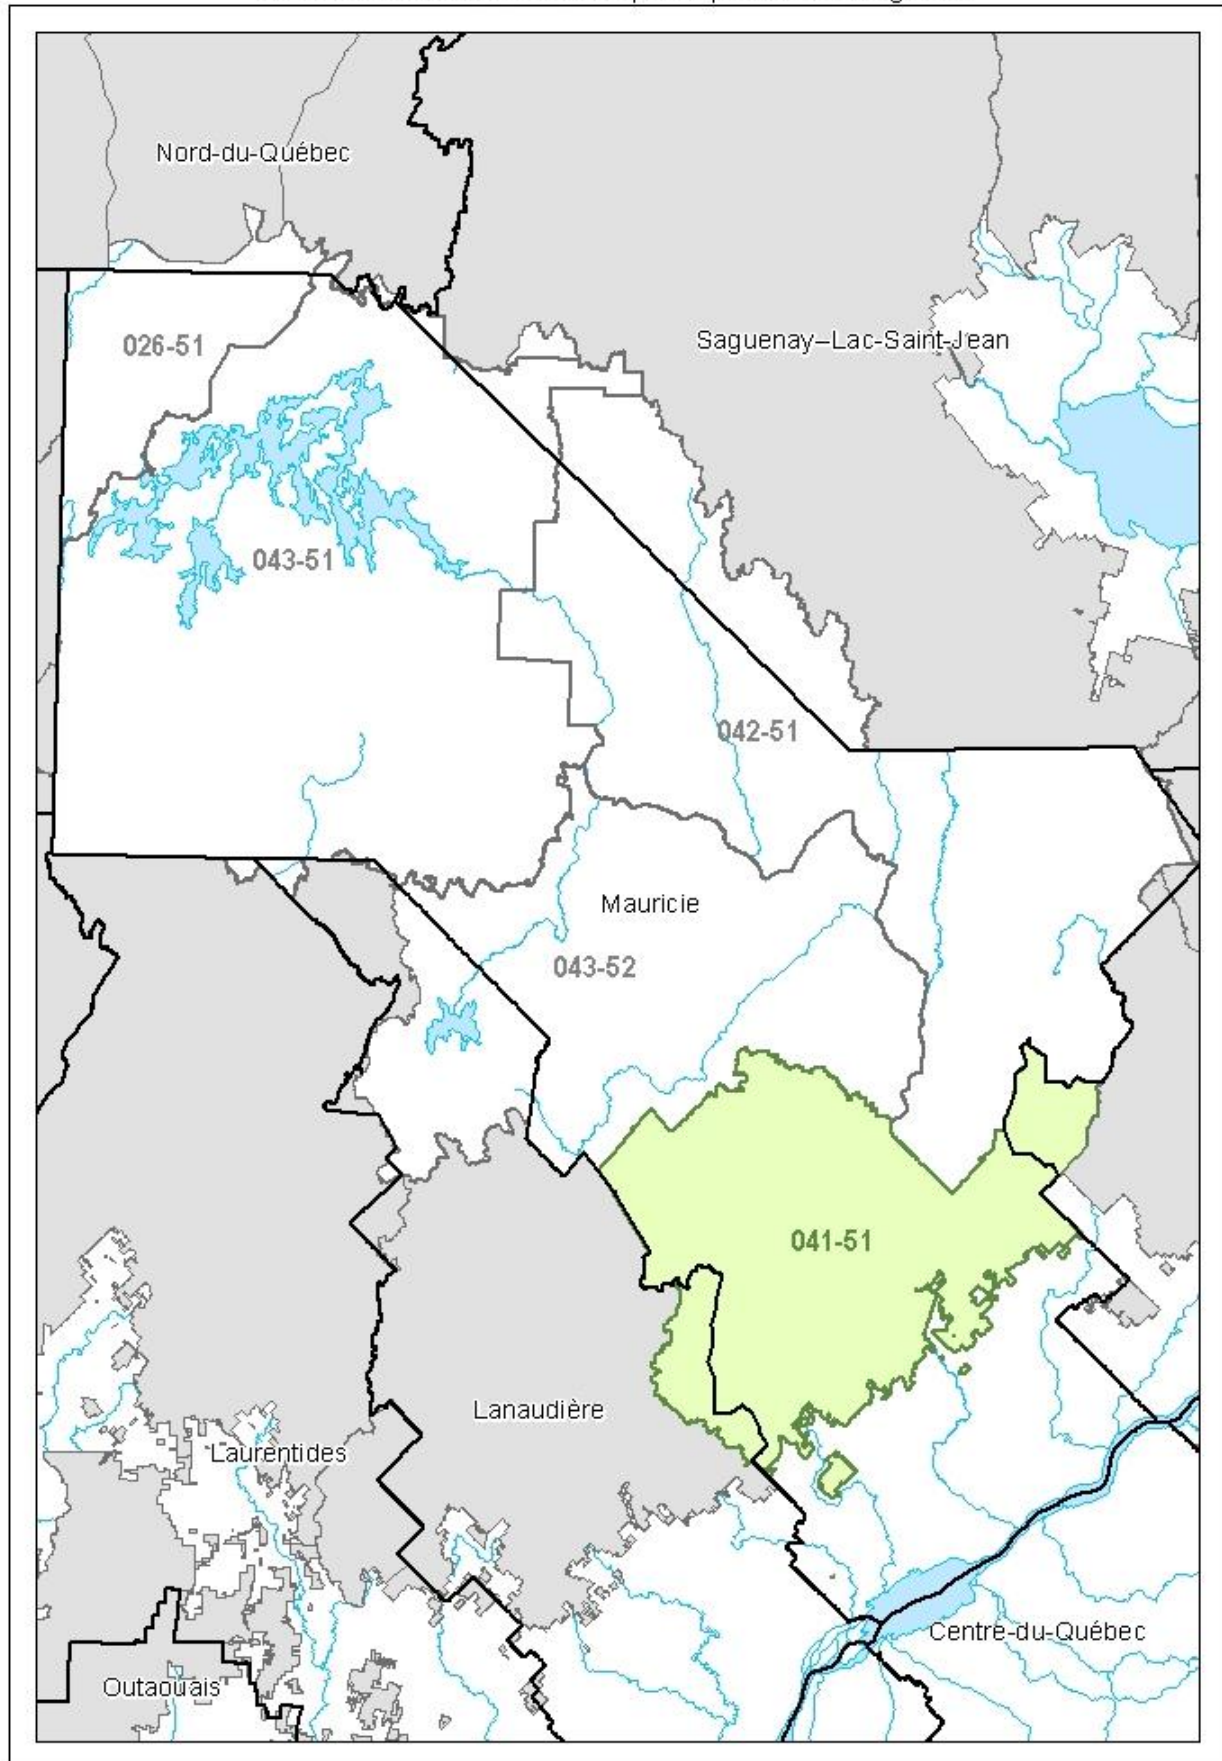 Nord-du-Québec
026-51
Saguenay–Lac-Saint-Jean
043-51
042-51
Mauricie
043-52
041-51
Lanaudière
Laurentides
Centre-du-Québec
Outaouais